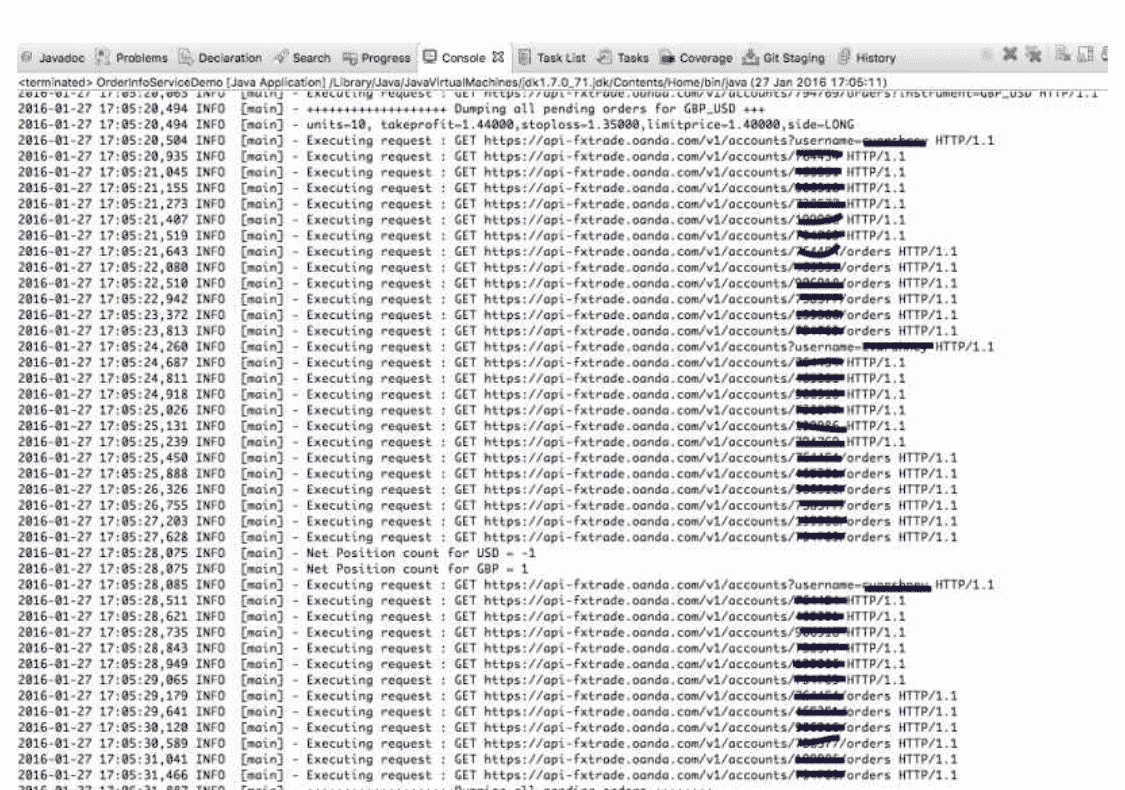 Javadoc Problems Declaration Search Progress Console Task List Tasks Coverage Git Staging History
<terminated> OrderInfoServiceDemo [Java Application] /Library/Java/JavaVirtualMachines/jdk1.7.0_71.jdk/Contents/Home/bin/java (27 Jan 2016 17:05:11)
2016-01-27 17:05:20,065 INFO [main] - Executing request : GET https://api-fxtrade.oanda.com/v1/accounts/794769/orders?instrument=GBP_USD HTTP/1.1
2016-01-27 17:05:20,494 INFO [main] - +++++++++++++++++++ Dumping all pending orders for GBP_USD +++
2016-01-27 17:05:20,494 INFO [main] - units=10, takeprofit=1.44000,stoploss=1.35000,limitprice=1.40000,side=LONG
2016-01-27 17:05:20,504 INFO [main] - Executing request : GET https://api-fxtrade.oanda.com/v1/accounts?username= HTTP/1.1
2016-01-27 17:05:20,935 INFO [main] - Executing request : GET https://api-fxtrade.oanda.com/v1/accounts/ HTTP/1.1
2016-01-27 17:05:21,045 INFO [main] - Executing request : GET https://api-fxtrade.oanda.com/v1/accounts/ HTTP/1.1
2016-01-27 17:05:21,155 INFO [main] - Executing request : GET https://api-fxtrade.oanda.com/v1/accounts/ HTTP/1.1
2016-01-27 17:05:21,273 INFO [main] - Executing request : GET https://api-fxtrade.oanda.com/v1/accounts/ HTTP/1.1
2016-01-27 17:05:21,407 INFO [main] - Executing request : GET https://api-fxtrade.oanda.com/v1/accounts/ HTTP/1.1
2016-01-27 17:05:21,519 INFO [main] - Executing request : GET https://api-fxtrade.oanda.com/v1/accounts/ HTTP/1.1
2016-01-27 17:05:21,643 INFO [main] - Executing request : GET https://api-fxtrade.oanda.com/v1/accounts/ /orders HTTP/1.1
2016-01-27 17:05:22,080 INFO [main] - Executing request : GET https://api-fxtrade.oanda.com/v1/accounts/ /orders HTTP/1.1
2016-01-27 17:05:22,510 INFO [main] - Executing request : GET https://api-fxtrade.oanda.com/v1/accounts/ /orders HTTP/1.1
2016-01-27 17:05:22,942 INFO [main] - Executing request : GET https://api-fxtrade.oanda.com/v1/accounts/ /orders HTTP/1.1
2016-01-27 17:05:23,372 INFO [main] - Executing request : GET https://api-fxtrade.oanda.com/v1/accounts/ /orders HTTP/1.1
2016-01-27 17:05:23,813 INFO [main] - Executing request : GET https://api-fxtrade.oanda.com/v1/accounts/ /orders HTTP/1.1
2016-01-27 17:05:24,260 INFO [main] - Executing request : GET https://api-fxtrade.oanda.com/v1/accounts?username= HTTP/1.1
2016-01-27 17:05:24,687 INFO [main] - Executing request : GET https://api-fxtrade.oanda.com/v1/accounts/ HTTP/1.1
2016-01-27 17:05:24,811 INFO [main] - Executing request : GET https://api-fxtrade.oanda.com/v1/accounts/ HTTP/1.1
2016-01-27 17:05:24,918 INFO [main] - Executing request : GET https://api-fxtrade.oanda.com/v1/accounts/ HTTP/1.1
2016-01-27 17:05:25,026 INFO [main] - Executing request : GET https://api-fxtrade.oanda.com/v1/accounts/ HTTP/1.1
2016-01-27 17:05:25,131 INFO [main] - Executing request : GET https://api-fxtrade.oanda.com/v1/accounts/ HTTP/1.1
2016-01-27 17:05:25,239 INFO [main] - Executing request : GET https://api-fxtrade.oanda.com/v1/accounts/ HTTP/1.1
2016-01-27 17:05:25,450 INFO [main] - Executing request : GET https://api-fxtrade.oanda.com/v1/accounts/ /orders HTTP/1.1
2016-01-27 17:05:25,888 INFO [main] - Executing request : GET https://api-fxtrade.oanda.com/v1/accounts/ /orders HTTP/1.1
2016-01-27 17:05:26,326 INFO [main] - Executing request : GET https://api-fxtrade.oanda.com/v1/accounts/ /orders HTTP/1.1
2016-01-27 17:05:26,755 INFO [main] - Executing request : GET https://api-fxtrade.oanda.com/v1/accounts/ /orders HTTP/1.1
2016-01-27 17:05:27,203 INFO [main] - Executing request : GET https://api-fxtrade.oanda.com/v1/accounts/ /orders HTTP/1.1
2016-01-27 17:05:27,628 INFO [main] - Executing request : GET https://api-fxtrade.oanda.com/v1/accounts/ /orders HTTP/1.1
2016-01-27 17:05:28,075 INFO [main] - Net Position count for USD = -1
2016-01-27 17:05:28,075 INFO [main] - Net Position count for GBP = 1
2016-01-27 17:05:28,085 INFO [main] - Executing request : GET https://api-fxtrade.oanda.com/v1/accounts?username= HTTP/1.1
2016-01-27 17:05:28,511 INFO [main] - Executing request : GET https://api-fxtrade.oanda.com/v1/accounts/ HTTP/1.1
2016-01-27 17:05:28,621 INFO [main] - Executing request : GET https://api-fxtrade.oanda.com/v1/accounts/ HTTP/1.1
2016-01-27 17:05:28,735 INFO [main] - Executing request : GET https://api-fxtrade.oanda.com/v1/accounts/ HTTP/1.1
2016-01-27 17:05:28,843 INFO [main] - Executing request : GET https://api-fxtrade.oanda.com/v1/accounts/ HTTP/1.1
2016-01-27 17:05:28,949 INFO [main] - Executing request : GET https://api-fxtrade.oanda.com/v1/accounts/ HTTP/1.1
2016-01-27 17:05:29,065 INFO [main] - Executing request : GET https://api-fxtrade.oanda.com/v1/accounts/ HTTP/1.1
2016-01-27 17:05:29,179 INFO [main] - Executing request : GET https://api-fxtrade.oanda.com/v1/accounts/ /orders HTTP/1.1
2016-01-27 17:05:29,641 INFO [main] - Executing request : GET https://api-fxtrade.oanda.com/v1/accounts/ /orders HTTP/1.1
2016-01-27 17:05:30,120 INFO [main] - Executing request : GET https://api-fxtrade.oanda.com/v1/accounts/ /orders HTTP/1.1
2016-01-27 17:05:30,589 INFO [main] - Executing request : GET https://api-fxtrade.oanda.com/v1/accounts/ /orders HTTP/1.1
2016-01-27 17:05:31,041 INFO [main] - Executing request : GET https://api-fxtrade.oanda.com/v1/accounts/ /orders HTTP/1.1
2016-01-27 17:05:31,466 INFO [main] - Executing request : GET https://api-fxtrade.oanda.com/v1/accounts/ /orders HTTP/1.1